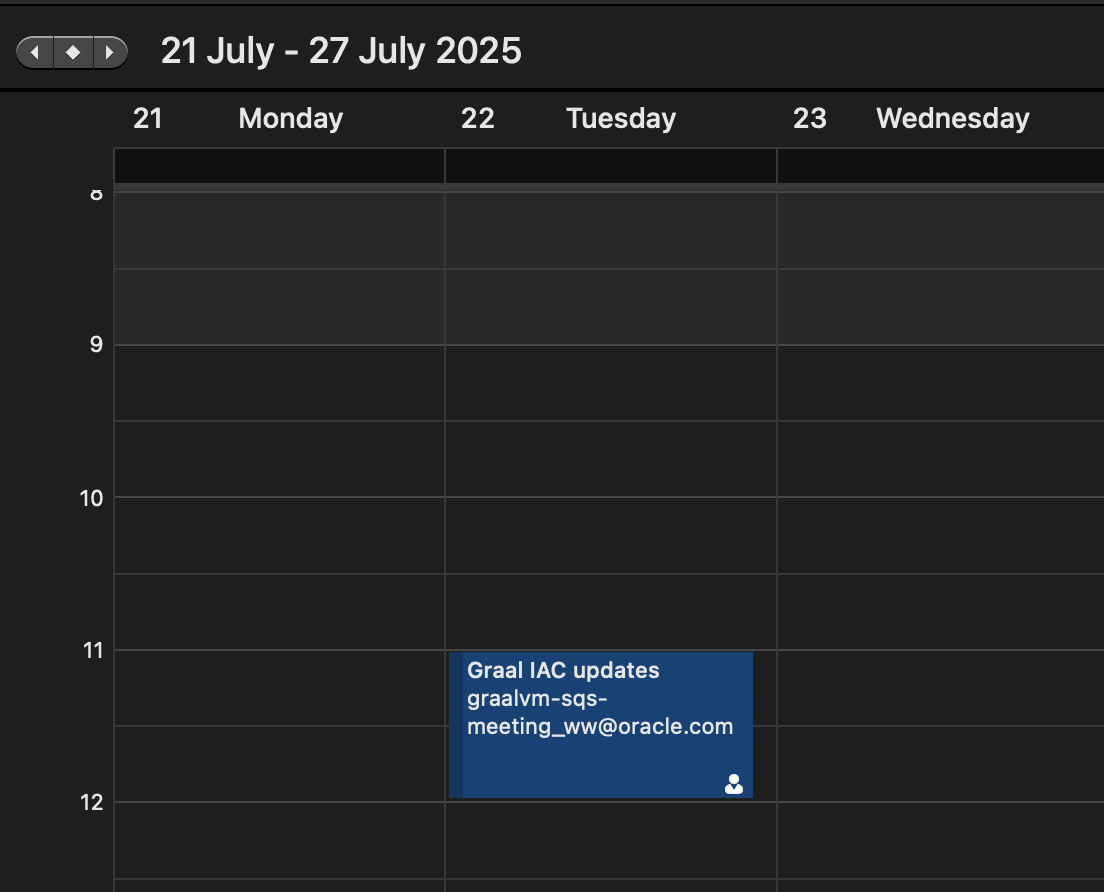 21 July - 27 July 2025
21 Monday 22 Tuesday 23 Wednesday
8
9
10
11
Graal IAC updates
graalvm-sqs-
meeting_ww@oracle.com
12